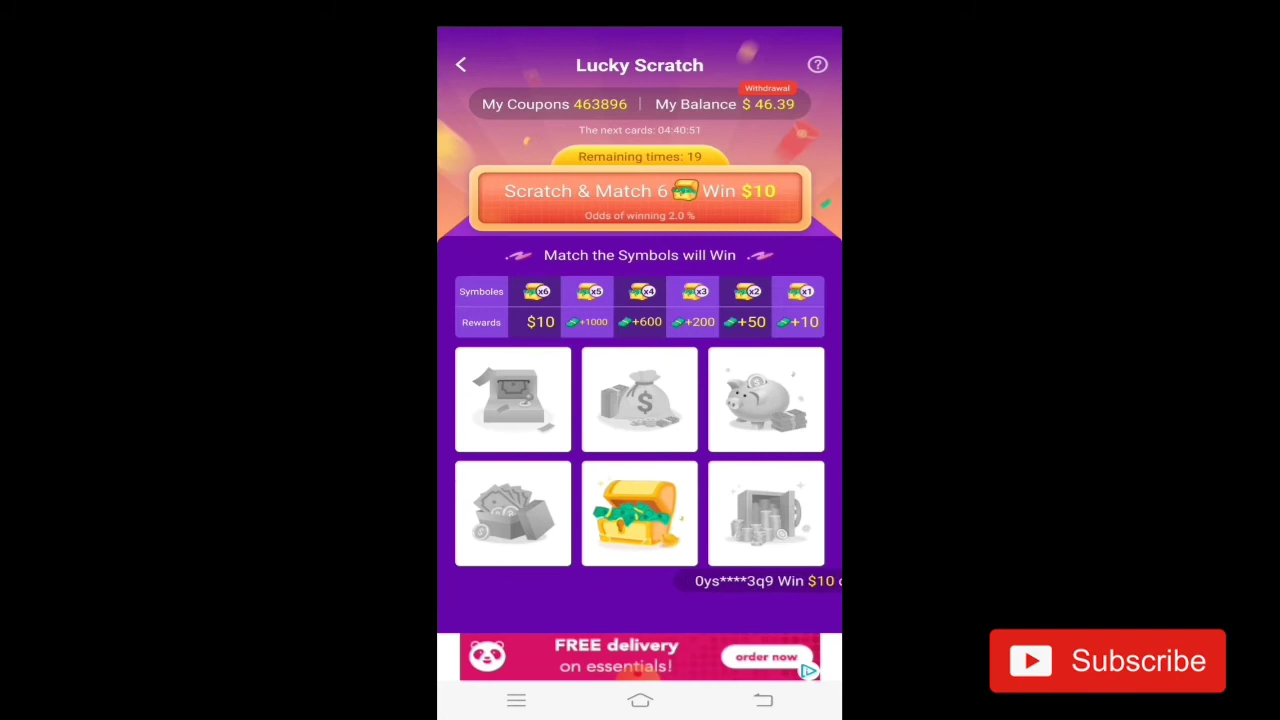 Lucky Scratch
?
Withdrawal
My Coupons 463896 | My Balance $ 46.39
The next cards: 04:40:51
Remaining times: 19
Scratch & Match 6 Win $10
Odds of winning 2.0 %
Match the Symbols will Win
Symboles x6 x5 x4 x3 x2 x1
Rewards $10 +1000 +600 +200 +50 +10
$
0ys****3q9 Win $10
FREE delivery
on essentials!
order now
Subscribe